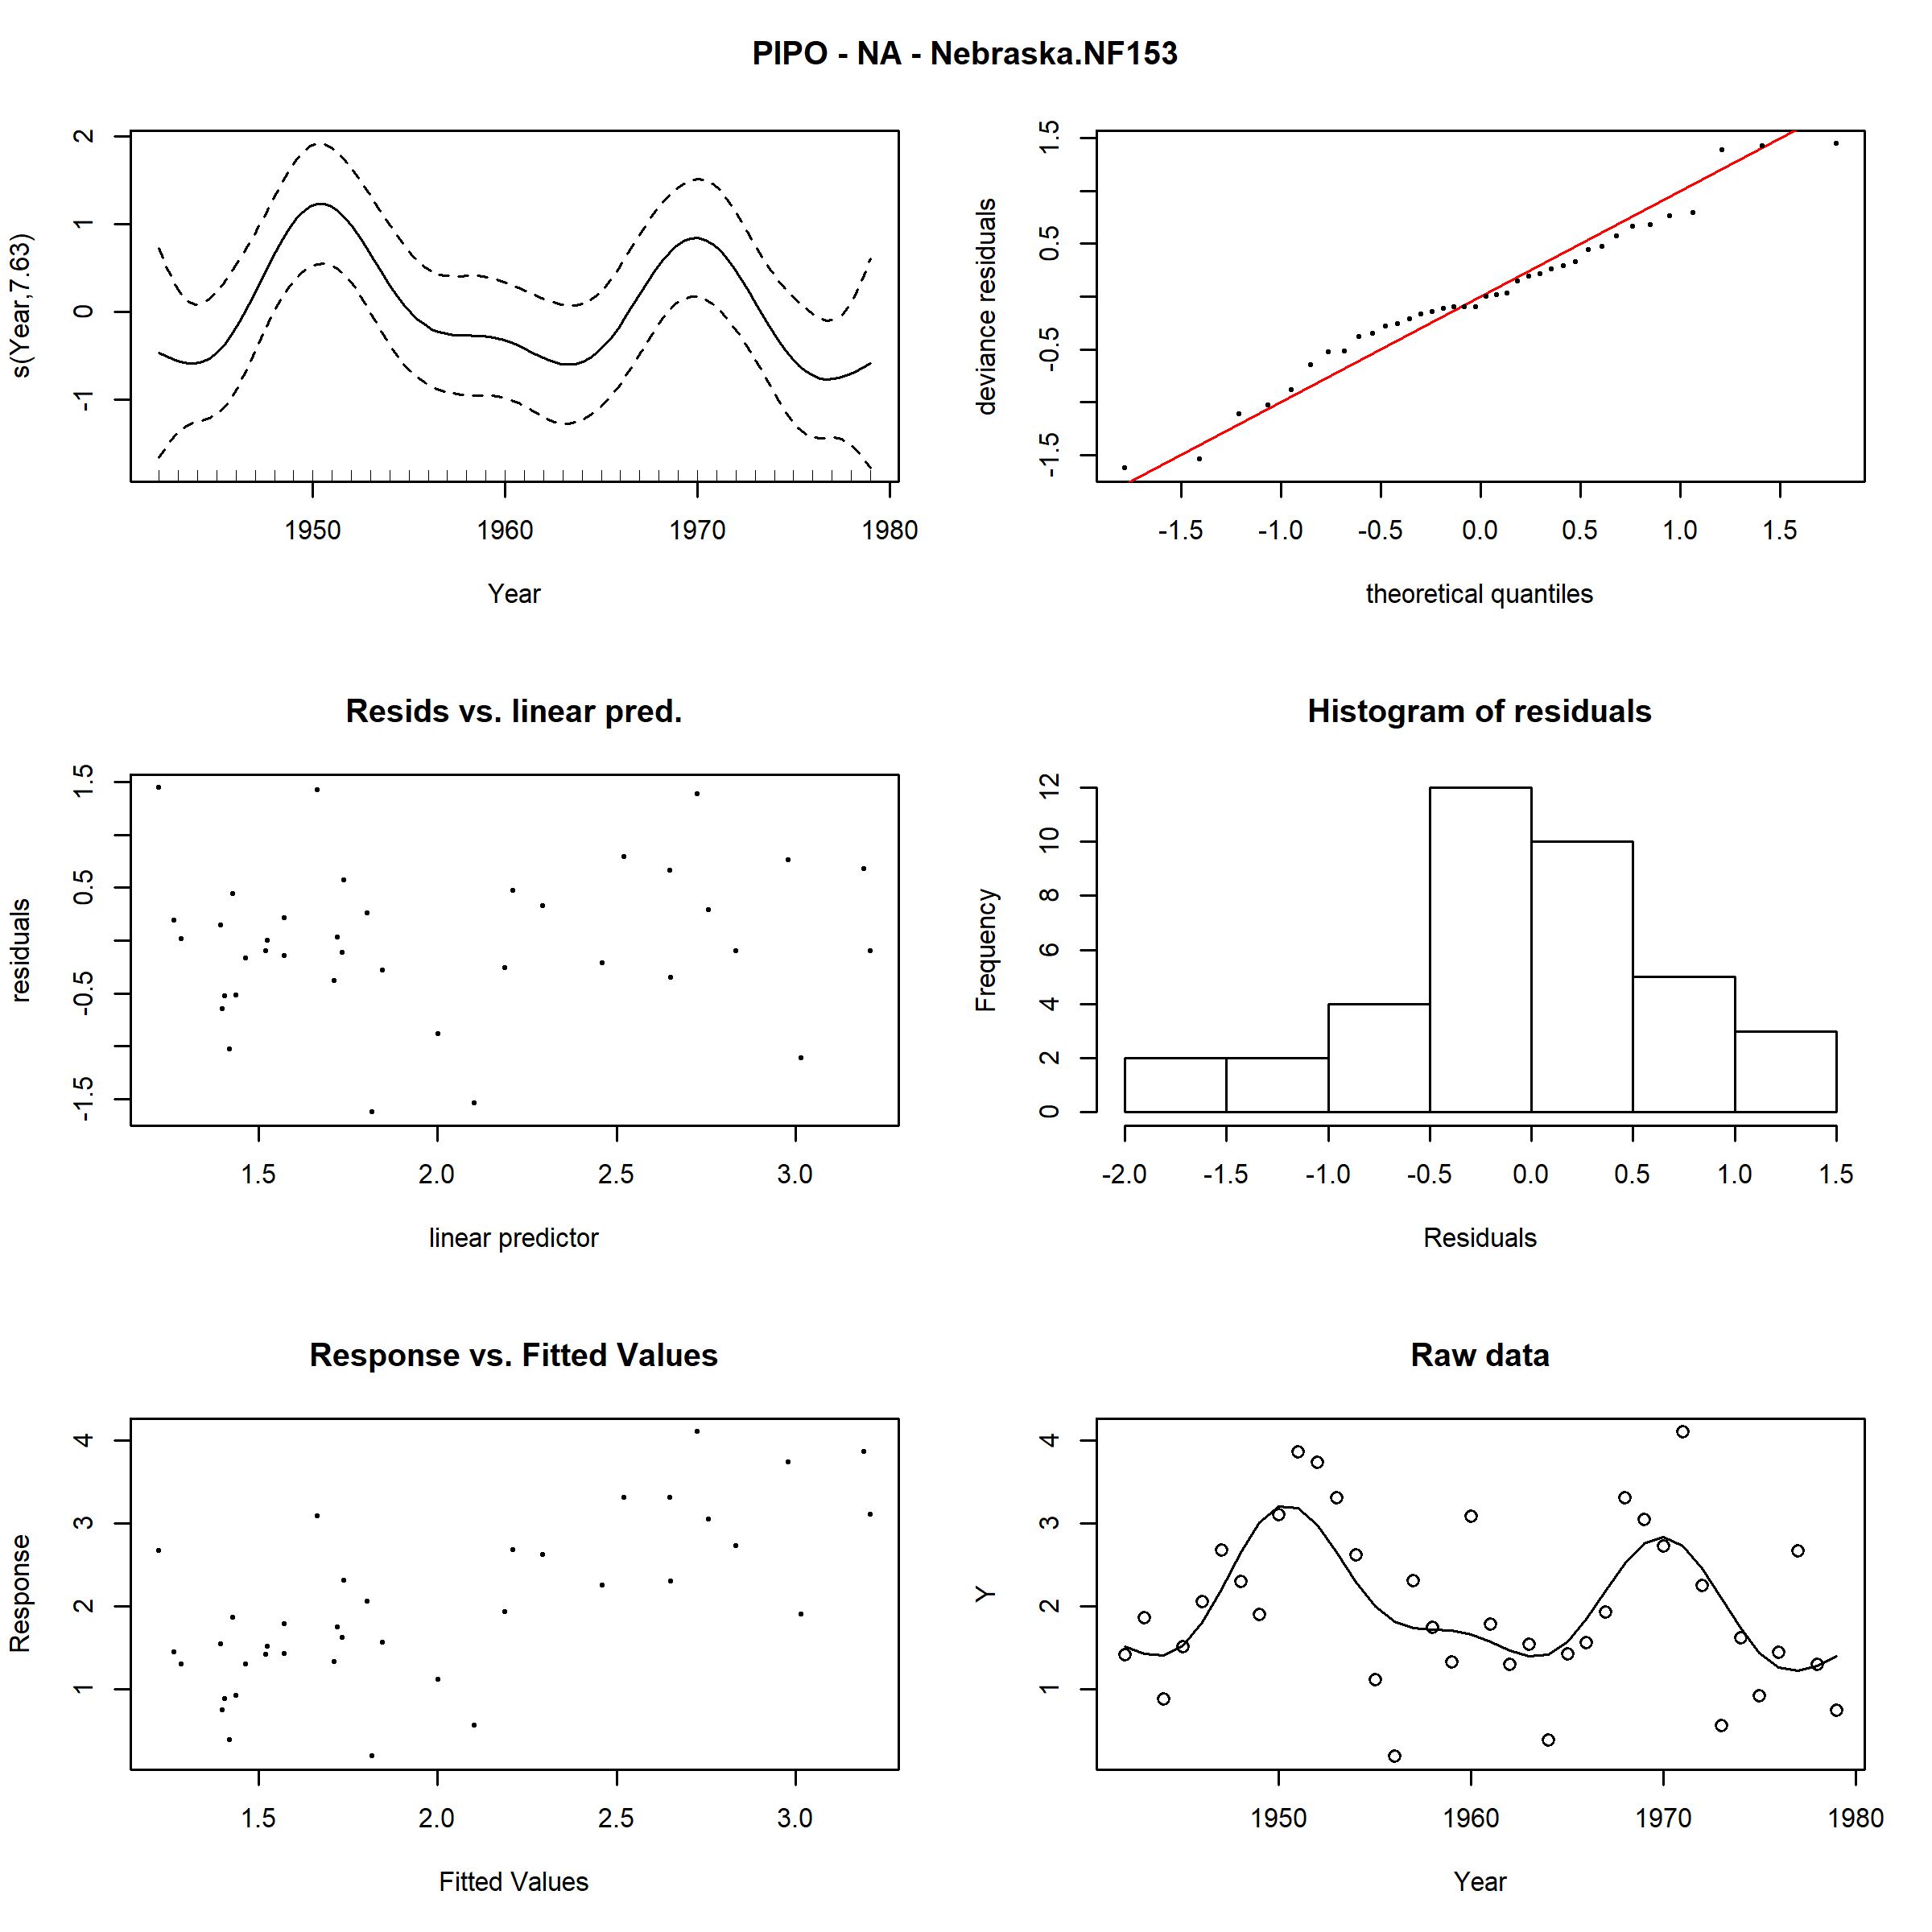 PIPO - NA - Nebraska.NF153
s(Year,7.63)
2
1
0
-1
1950 1960 1970 1980
Year
deviance residuals
1.5
0.5
-0.5
-1.5
-1.5 -1.0 -0.5 0.0 0.5 1.0 1.5
theoretical quantiles
Resids vs. linear pred.
residuals
1.5
0.5
-0.5
-1.5
1.5 2.0 2.5 3.0
linear predictor
Histogram of residuals
Frequency
12
10
8
6
4
2
0
-2.0 -1.5 -1.0 -0.5 0.0 0.5 1.0 1.5
Residuals
Response vs. Fitted Values
Response
4
3
2
1
1.5 2.0 2.5 3.0
Fitted Values
Raw data
Y
4
3
2
1
1950 1960 1970 1980
Year